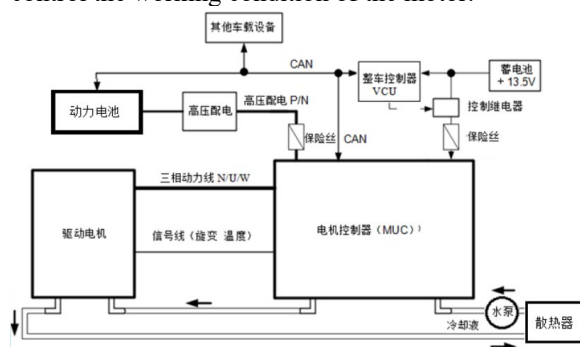 control the working condition of the motor.
其他车载设备
CAN
整车控制器
VCU
蓄电池
+ 13.5V
动力电池
高压配电
高压配电 P/N
控制继电器
保险丝
CAN
保险丝
三相动力线 N/U/W
驱动电机
信号线（旋变 温度）
电机控制器（MUC））
水泵
冷却液
散热器